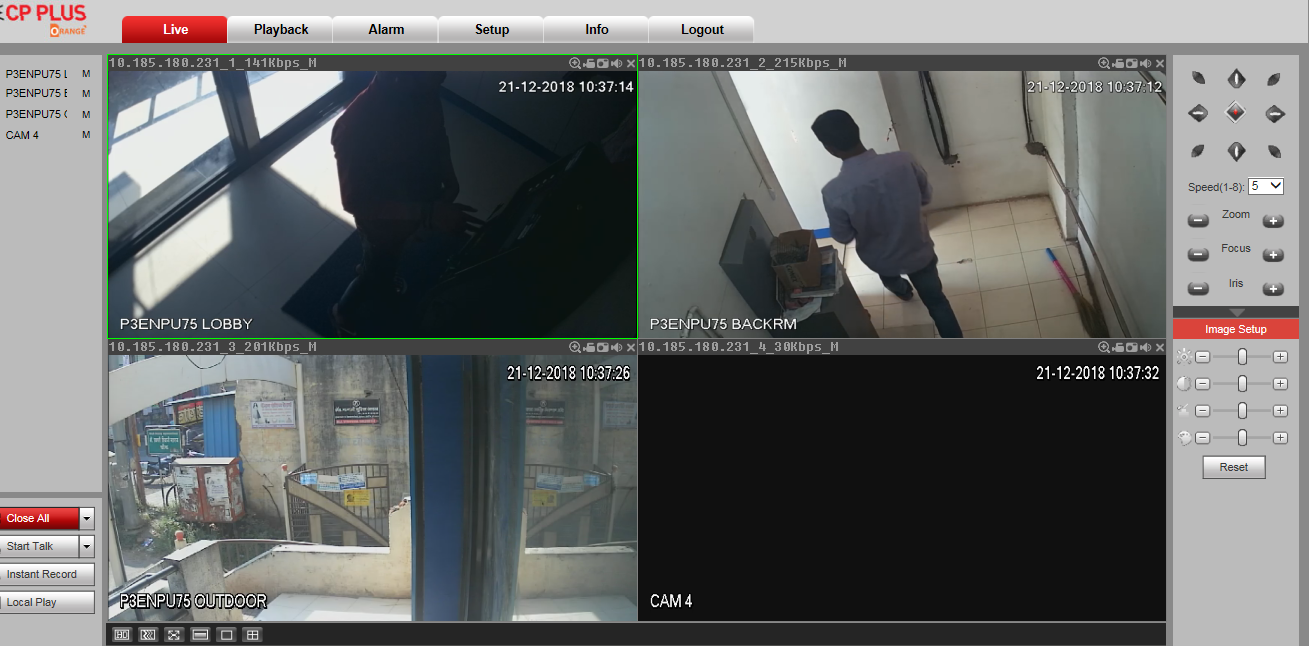 CP PLUS
ORANGE
Live
Playback
Alarm
Setup
Info
Logout
P3ENPU75
M
P3ENPU75
M
P3ENPU75
M
CAM 4
M
10.185.180.231_1_141Kbps_M
21-12-2018 10:37:14
P3ENPU75 LOBBY
10.185.180.231_2_215Kbps_M
21-12-2018 10:37:12
P3ENPU75 BACKRM
10.185.180.231_3_201Kbps_M
21-12-2018 10:37:26
P3ENPU75 OUTDOOR
10.185.180.231_4_30Kbps_M
21-12-2018 10:37:32
CAM 4
Speed(1-8): 5
Zoom
Focus
Iris
Image Setup
Reset
Close All
Start Talk
Instant Record
Local Play
HD